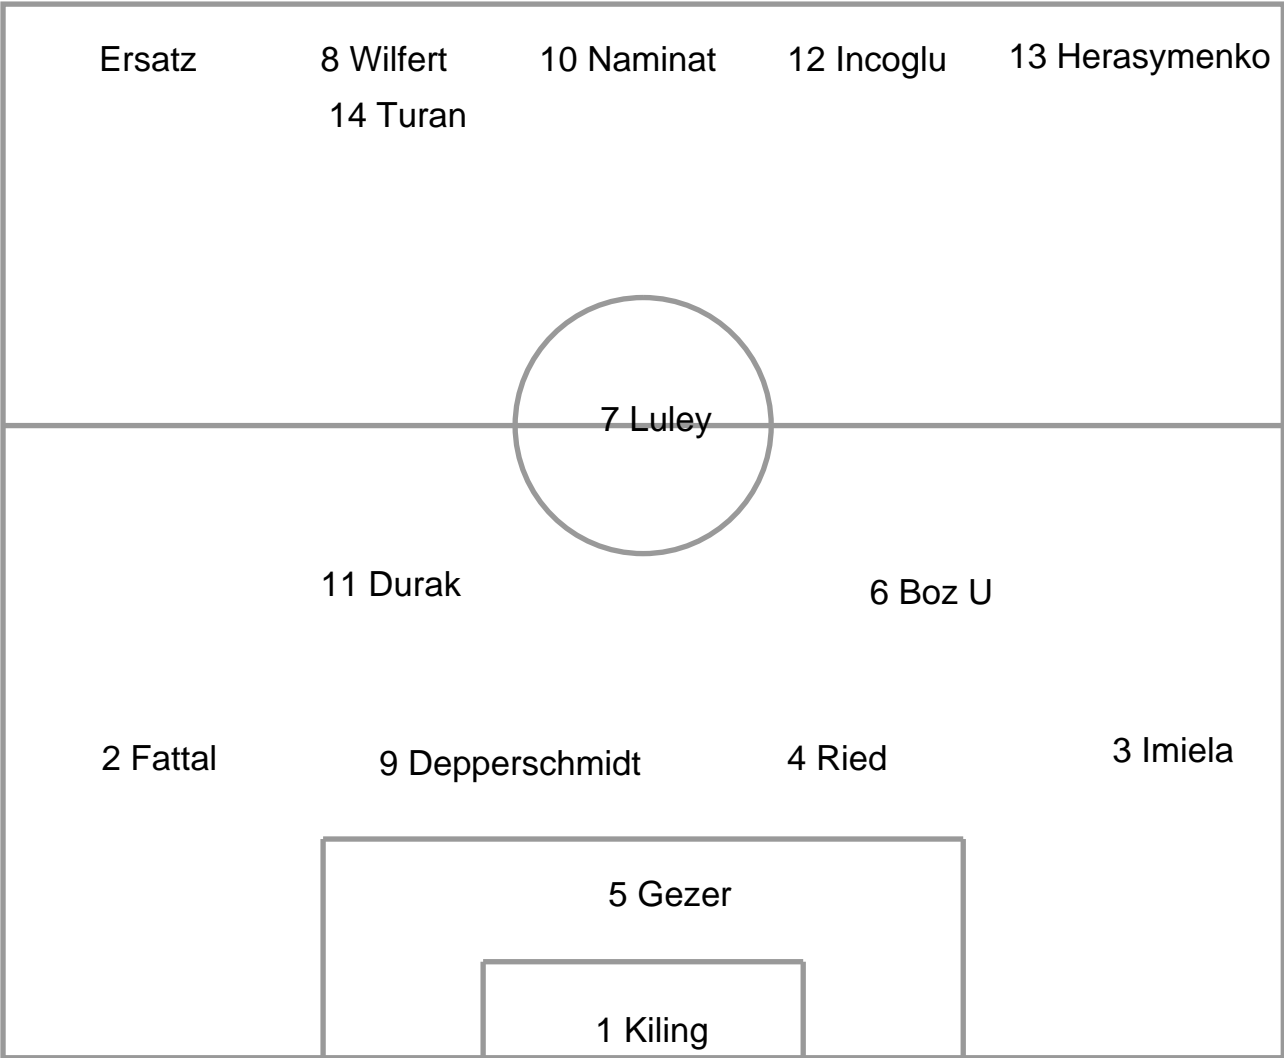 Ersatz 8 Wilfert 10 Naminat 12 Incoglu 13 Herasymenko
14 Turan
7 Luley
11 Durak 6 Boz U
2 Fattal 9 Depperschmidt 4 Ried 3 Imiela
5 Gezer
1 Kiling